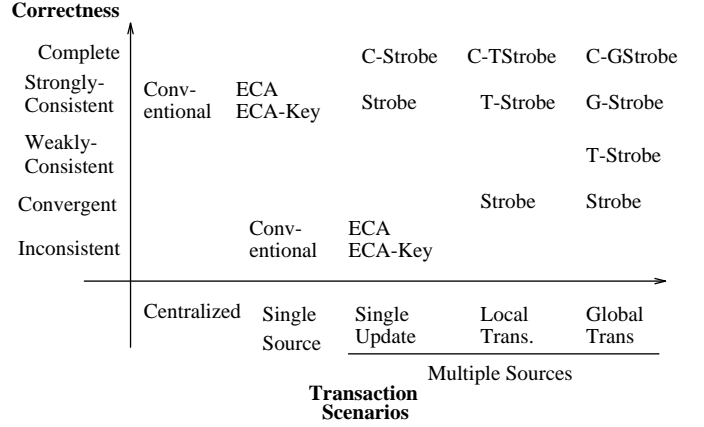 Correctness
Complete C-Strobe C-TStrobe C-GStrobe
Strongly-
Consistent
Conv-
entional
ECA
ECA-Key
Strobe T-Strobe G-Strobe
Weakly-
Consistent
T-Strobe
Convergent Strobe Strobe
Inconsistent
Conv-
entional
ECA
ECA-Key
Centralized
Single
Source
Single
Update
Local
Trans.
Global
Trans
Multiple Sources
Transaction
Scenarios